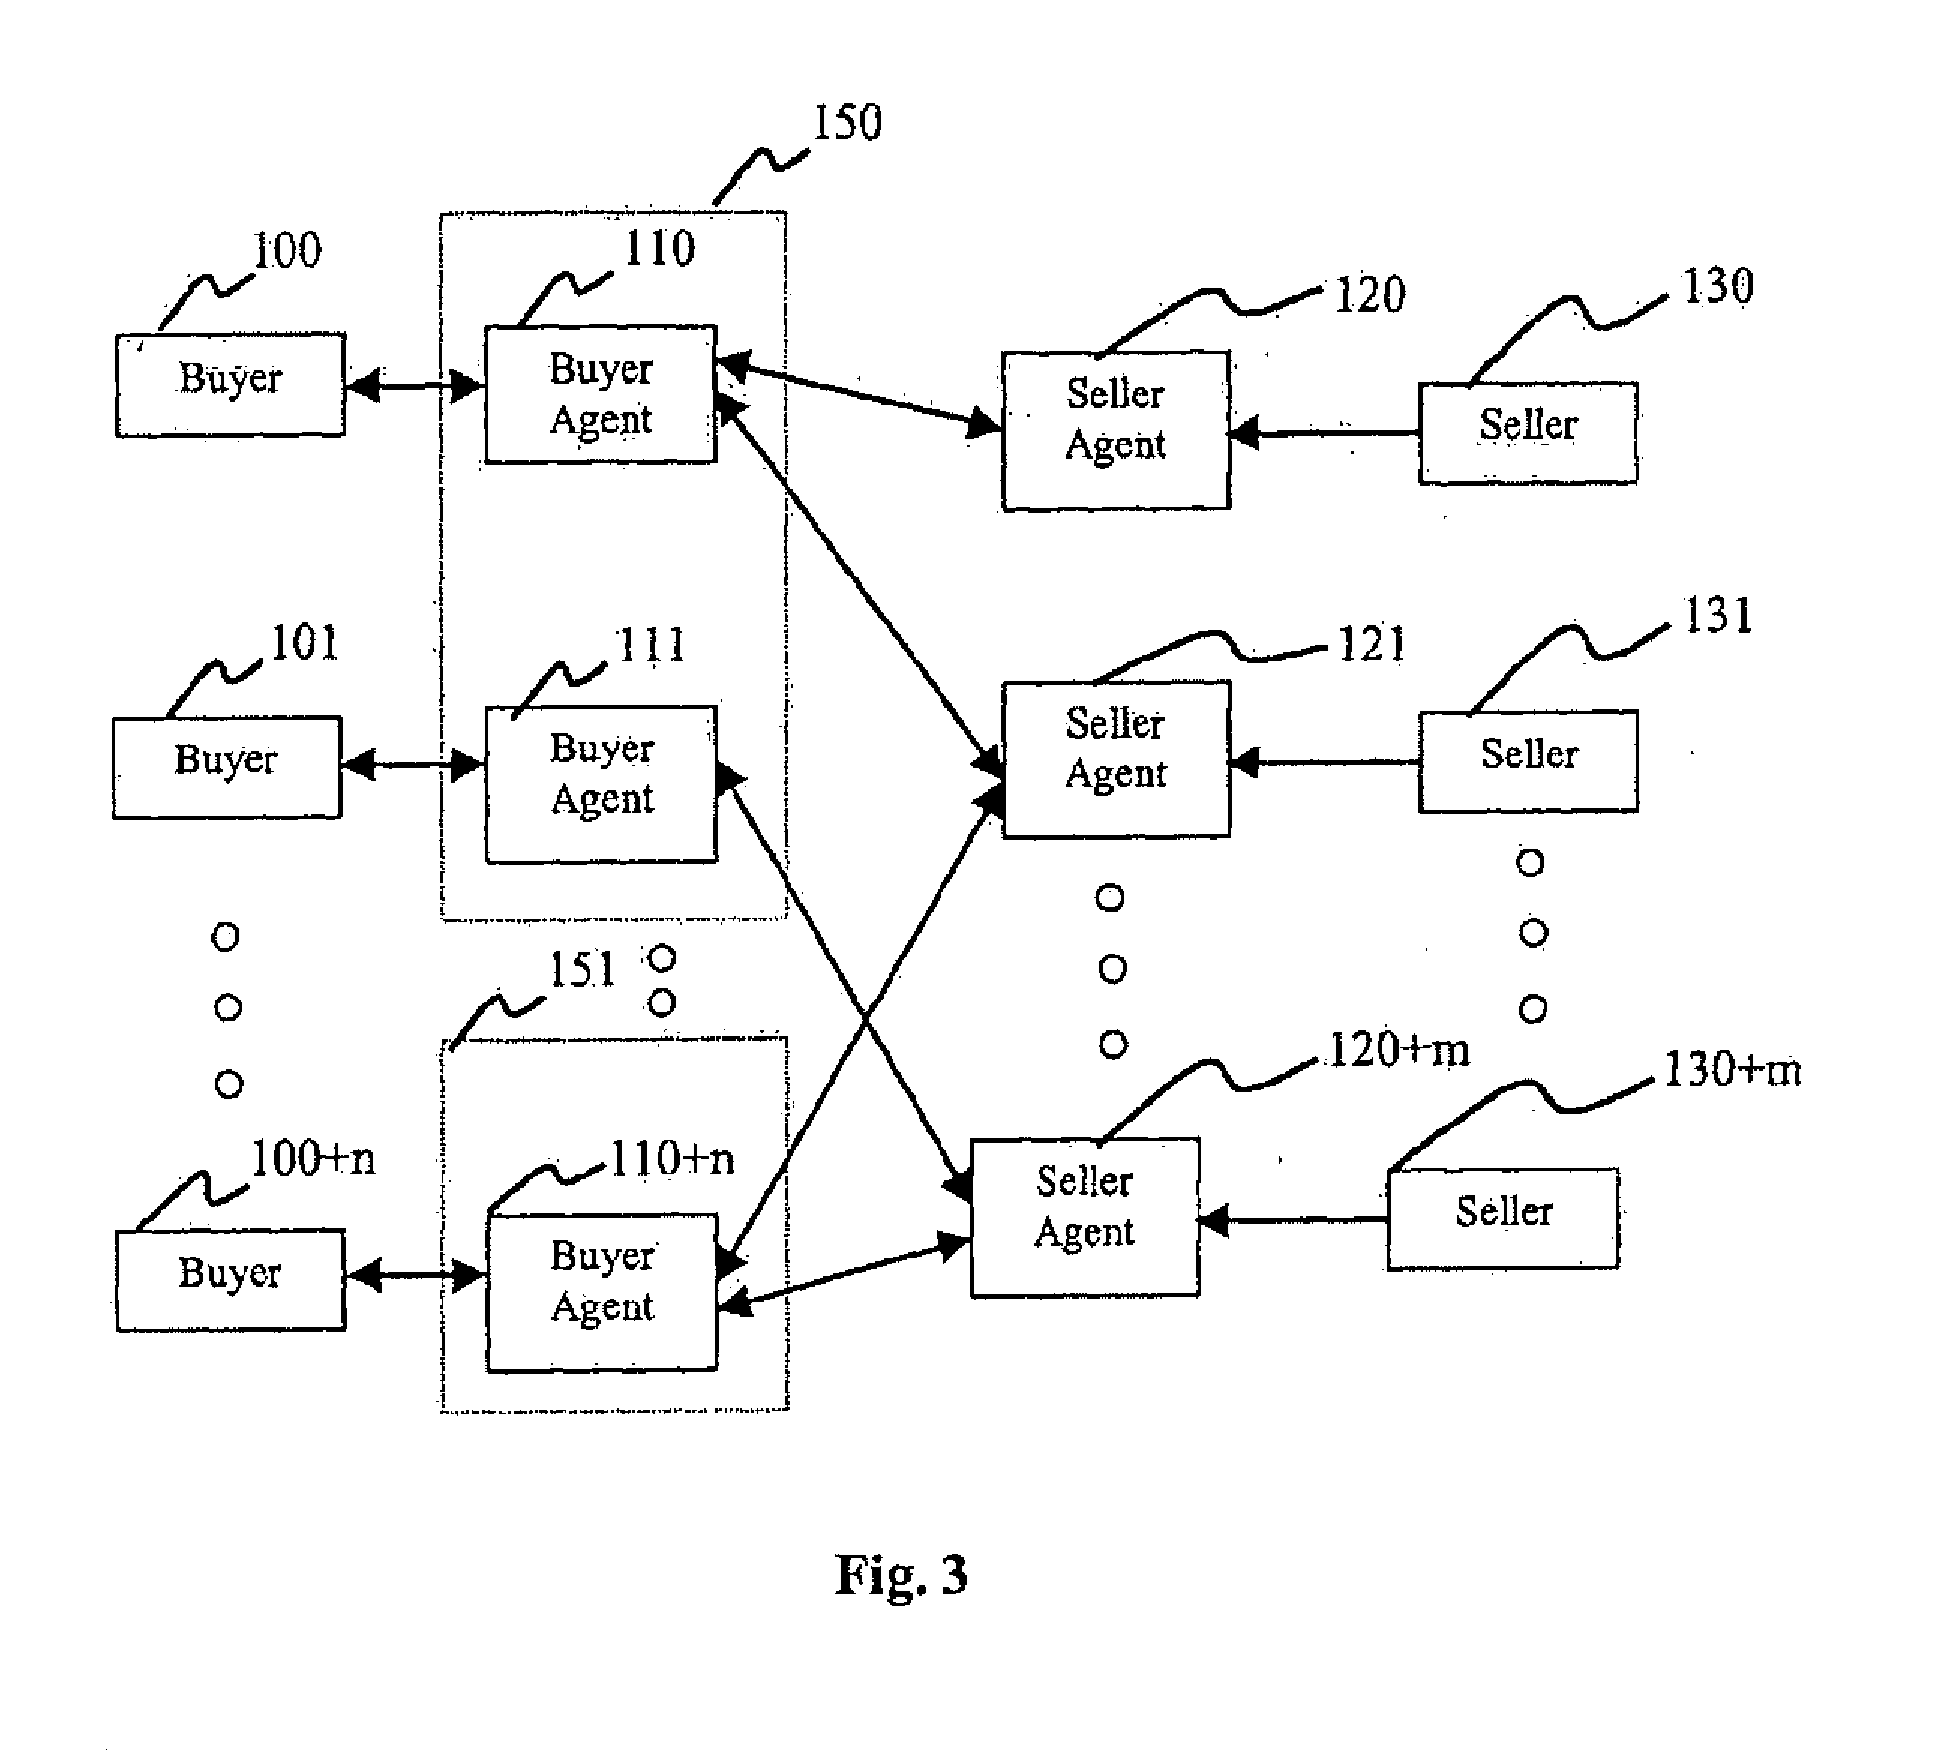 150
100
110
120
130
Buyer
Buyer
Agent
Seller
Agent
Seller
101
111
121
131
Buyer
Buyer
Agent
Seller
Agent
Seller
151
120+m
130+m
100+n
110+n
Buyer
Buyer
Agent
Seller
Agent
Seller
Fig. 3